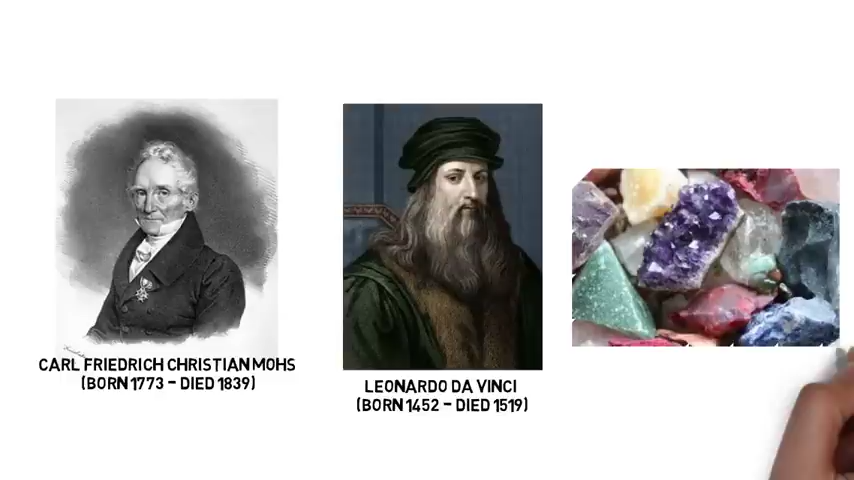 CARL FRIEDRICH CHRISTIAN MOHS
(BORN 1773 - DIED 1839)
LEONARDO DA VINCI
(BORN 1452 - DIED 1519)